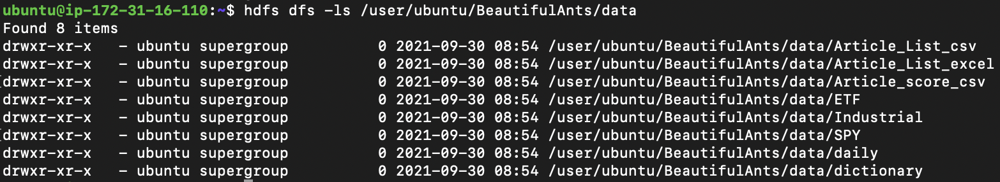 ubuntu@ip-172-31-16-110:~$ hdfs dfs -ls /user/ubuntu/BeautifulAnts/data
Found 8 items
drwxr-xr-x   - ubuntu supergroup          0 2021-09-30 08:54 /user/ubuntu/BeautifulAnts/data/Article_List_csv
drwxr-xr-x   - ubuntu supergroup          0 2021-09-30 08:54 /user/ubuntu/BeautifulAnts/data/Article_List_excel
drwxr-xr-x   - ubuntu supergroup          0 2021-09-30 08:54 /user/ubuntu/BeautifulAnts/data/Article_score_csv
drwxr-xr-x   - ubuntu supergroup          0 2021-09-30 08:54 /user/ubuntu/BeautifulAnts/data/ETF
drwxr-xr-x   - ubuntu supergroup          0 2021-09-30 08:54 /user/ubuntu/BeautifulAnts/data/Industrial
drwxr-xr-x   - ubuntu supergroup          0 2021-09-30 08:54 /user/ubuntu/BeautifulAnts/data/SPY
drwxr-xr-x   - ubuntu supergroup          0 2021-09-30 08:54 /user/ubuntu/BeautifulAnts/data/daily
drwxr-xr-x   - ubuntu supergroup          0 2021-09-30 08:54 /user/ubuntu/BeautifulAnts/data/dictionary